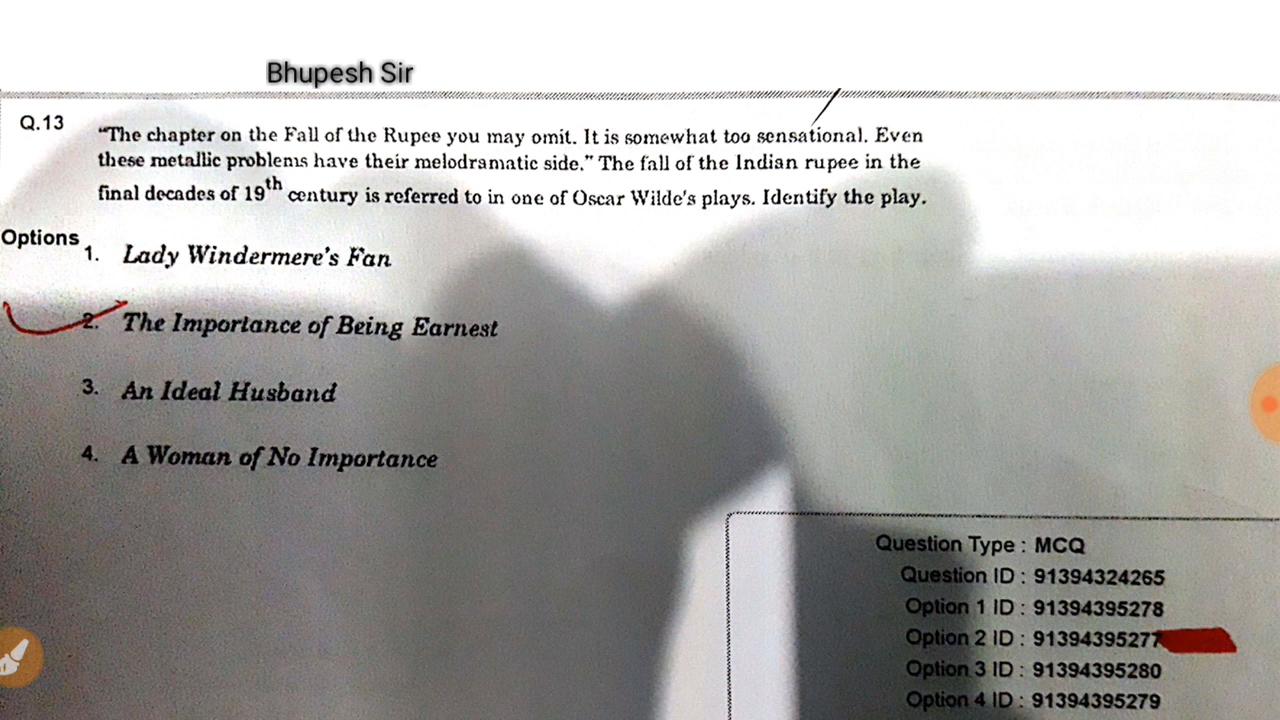 Bhupesh Sir
Q.13
“The chapter on the Fall of the Rupee you may omit. It is somewhat too sensational. Even
these metallic problems have their melodramatic side.” The fall of the Indian rupee in the
final decades of 19th century is referred to in one of Oscar Wilde's plays. Identify the play.
Options
1. Lady Windermere's Fan
2. The Importance of Being Earnest
3. An Ideal Husband
4. A Woman of No Importance
Question Type : MCQ
Question ID : 91394324265
Option 1 ID : 91394395278
Option 2 ID : 91394395277
Option 3 ID : 91394395280
Option 4 ID : 91394395279